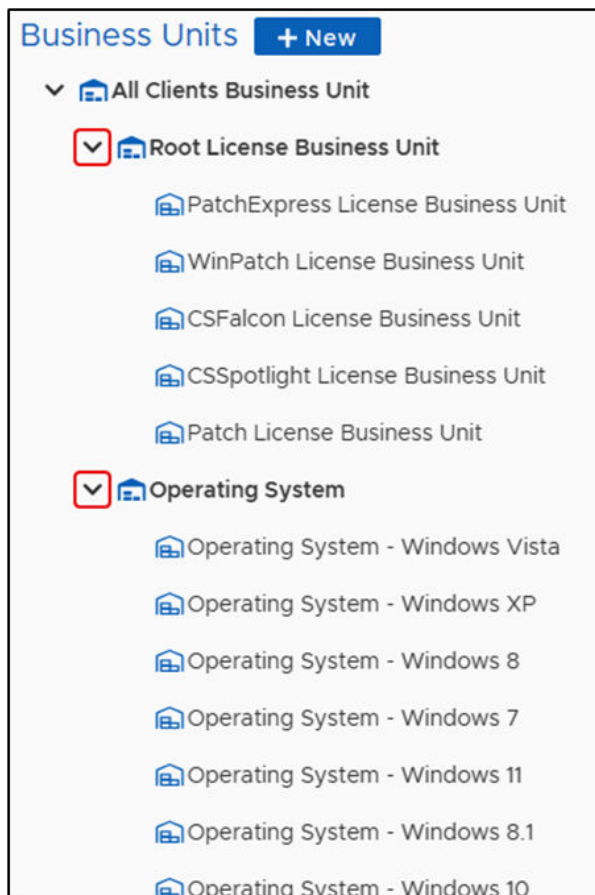 Business Units + New
All Clients Business Unit
Root License Business Unit
PatchExpress License Business Unit
WinPatch License Business Unit
CSFalcon License Business Unit
CSSpotlight License Business Unit
Patch License Business Unit
Operating System
Operating System - Windows Vista
Operating System - Windows XP
Operating System - Windows 8
Operating System - Windows 7
Operating System - Windows 11
Operating System - Windows 8.1
Operating System - Windows 10